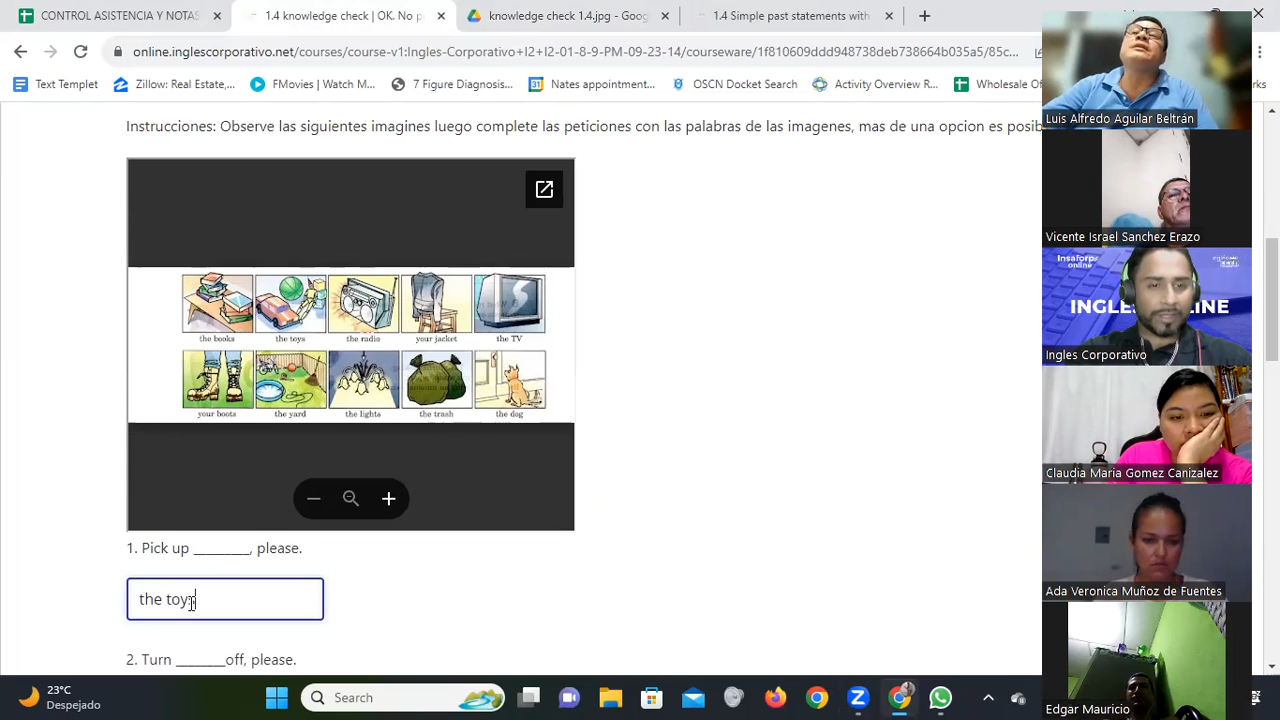 CONTROL ASISTENCIA Y DESISTI
1.4 knowledge check | OK. No p
knowledge check 1.4.jpg - Goog
1.4 Simple past statements with
online.inglescorporativo.net/courses/course-v1:Ingles-Corporativo+I2+I2-01-8-9-PM-09-23-14/courseware/1f810609ddd948738deb738664b035a5/85c...
Text Templet
Zillow: Real Estate,...
FMovies | Watch M...
7 Figure Diagnosis...
Nates appointment...
OSCN Docket Search
Activity Overview /...
Wholesale Of
Instrucciones: Observe las siguientes imagines luego complete las peticiones con las palabras de las imagenes, mas de una opcion es posib
the books
the toys
the radio
your jacket
the TV
your boots
the yard
the lights
the trash
the dog
1. Pick up _________, please.
the toys
2. Turn ________off, please.
23°C
Despejado
Search
Luis Alfredo Aguilar Beltrán
Vicente Israel Sanchez Erazo
Insaforp
online
INGLES
LINE
Ingles Corporativo
Claudia Maria Gomez Canizalez
Ada Veronica Muñoz de Fuentes
Edgar Mauricio